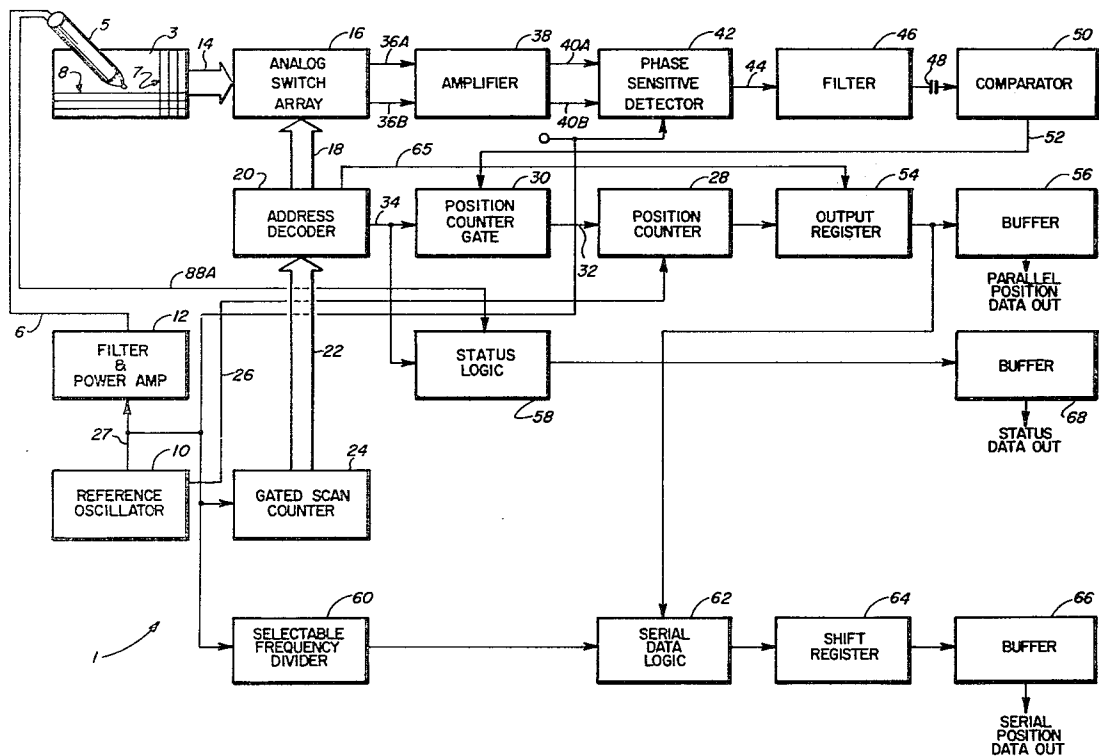 5
3
14
16
36A
38
40A
42
46
48
50
8
7
ANALOG
SWITCH
ARRAY
AMPLIFIER
PHASE
SENSITIVE
DETECTOR
44
FILTER
COMPARATOR
36B
40B
52
18
65
20
30
28
54
56
ADDRESS
DECODER
34
POSITION
COUNTER
GATE
32
POSITION
COUNTER
OUTPUT
REGISTER
BUFFER
PARALLEL
POSITION
DATA OUT
88A
6
12
FILTER
&
POWER AMP
26
22
STATUS
LOGIC
58
BUFFER
68
STATUS
DATA OUT
27
10
24
REFERENCE
OSCILLATOR
GATED SCAN
COUNTER
1
60
SELECTABLE
FREQUENCY
DIVIDER
62
SERIAL
DATA
LOGIC
64
SHIFT
REGISTER
66
BUFFER
SERIAL
POSITION
DATA OUT